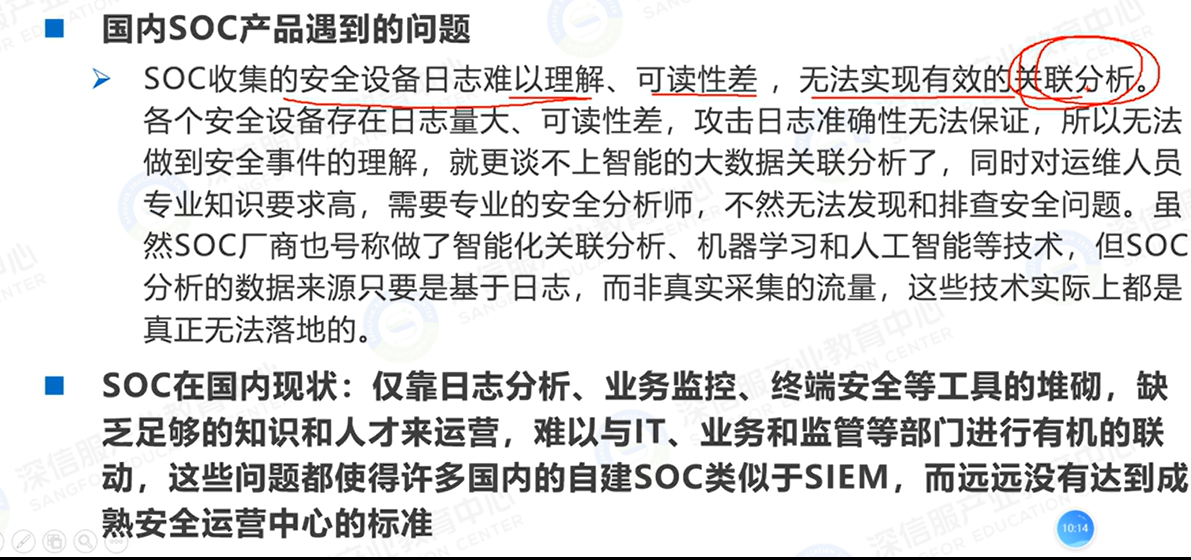 国内SOC产品遇到的问题
SOC收集的安全设备日志难以理解、可读性差，无法实现有效的关联分析。
各个安全设备存在日志量大、可读性差，攻击日志准确性无法保证，所以无法
做到安全事件的理解，就更谈不上智能的大数据关联分析了，同时对运维人员
专业知识要求高，需要专业的安全分析师，不然无法发现和排查安全问题。虽
然SOC厂商也号称做了智能化关联分析、机器学习和人工智能等技术，但SOC
分析的数据来源只要是基于日志，而非真实采集的流量，这些技术实际上都是
真正无法落地的。
SOC在国内现状：仅靠日志分析、业务监控、终端安全等工具的堆砌，缺
乏足够的知识和人才来运营，难以与IT、业务和监管等部门进行有机的联
动，这些问题都使得许多国内的自建SOC类似于SIEM，而远远没有达到成
熟安全运营中心的标准
10:14
深信服产业教育中心
SANGFOR EDUCATION CENTER